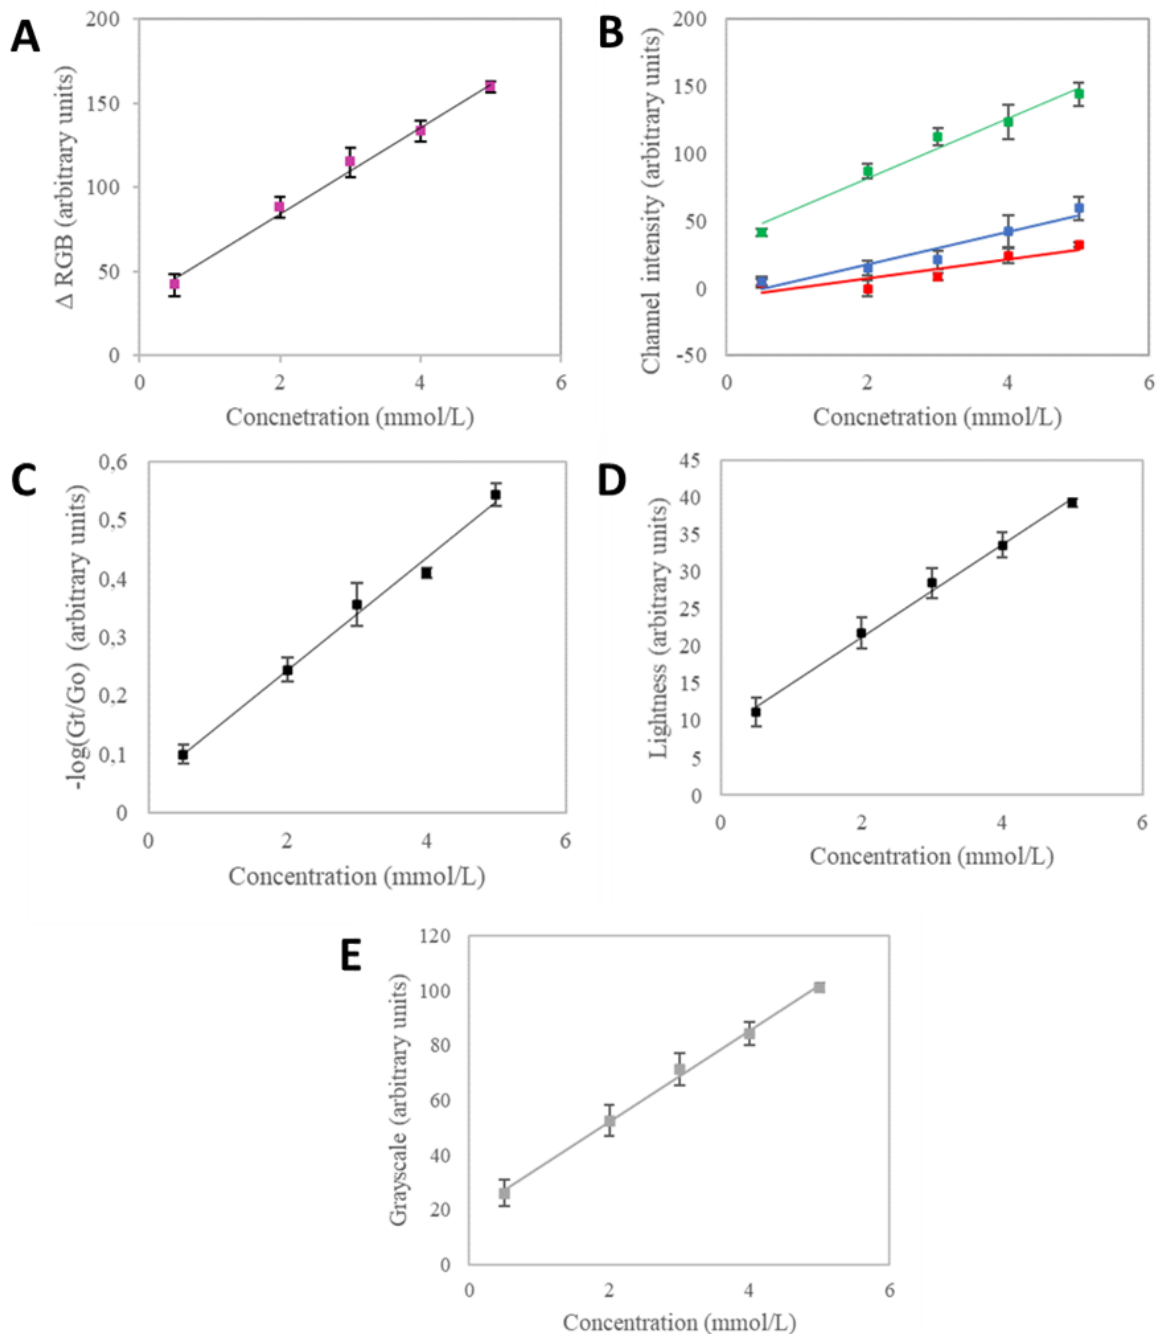 A
Δ RGB (arbitrary units)
200
150
100
50
0
0 2 4 6
Concnetration (mmol/L)
B
Channel intensity (arbitrary units)
200
150
100
50
0
-50
0 2 4 6
Concnetration (mmol/L)
C
-log(Gt/Go) (arbitrary units)
0,6
0,5
0,4
0,3
0,2
0,1
0
0 2 4 6
Concentration (mmol/L)
D
Lightness (arbitrary units)
45
40
35
30
25
20
15
10
5
0
0 2 4 6
Concentration (mmol/L)
E
Grayscale (arbitrary units)
120
100
80
60
40
20
0
0 2 4 6
Concentration (mmol/L)